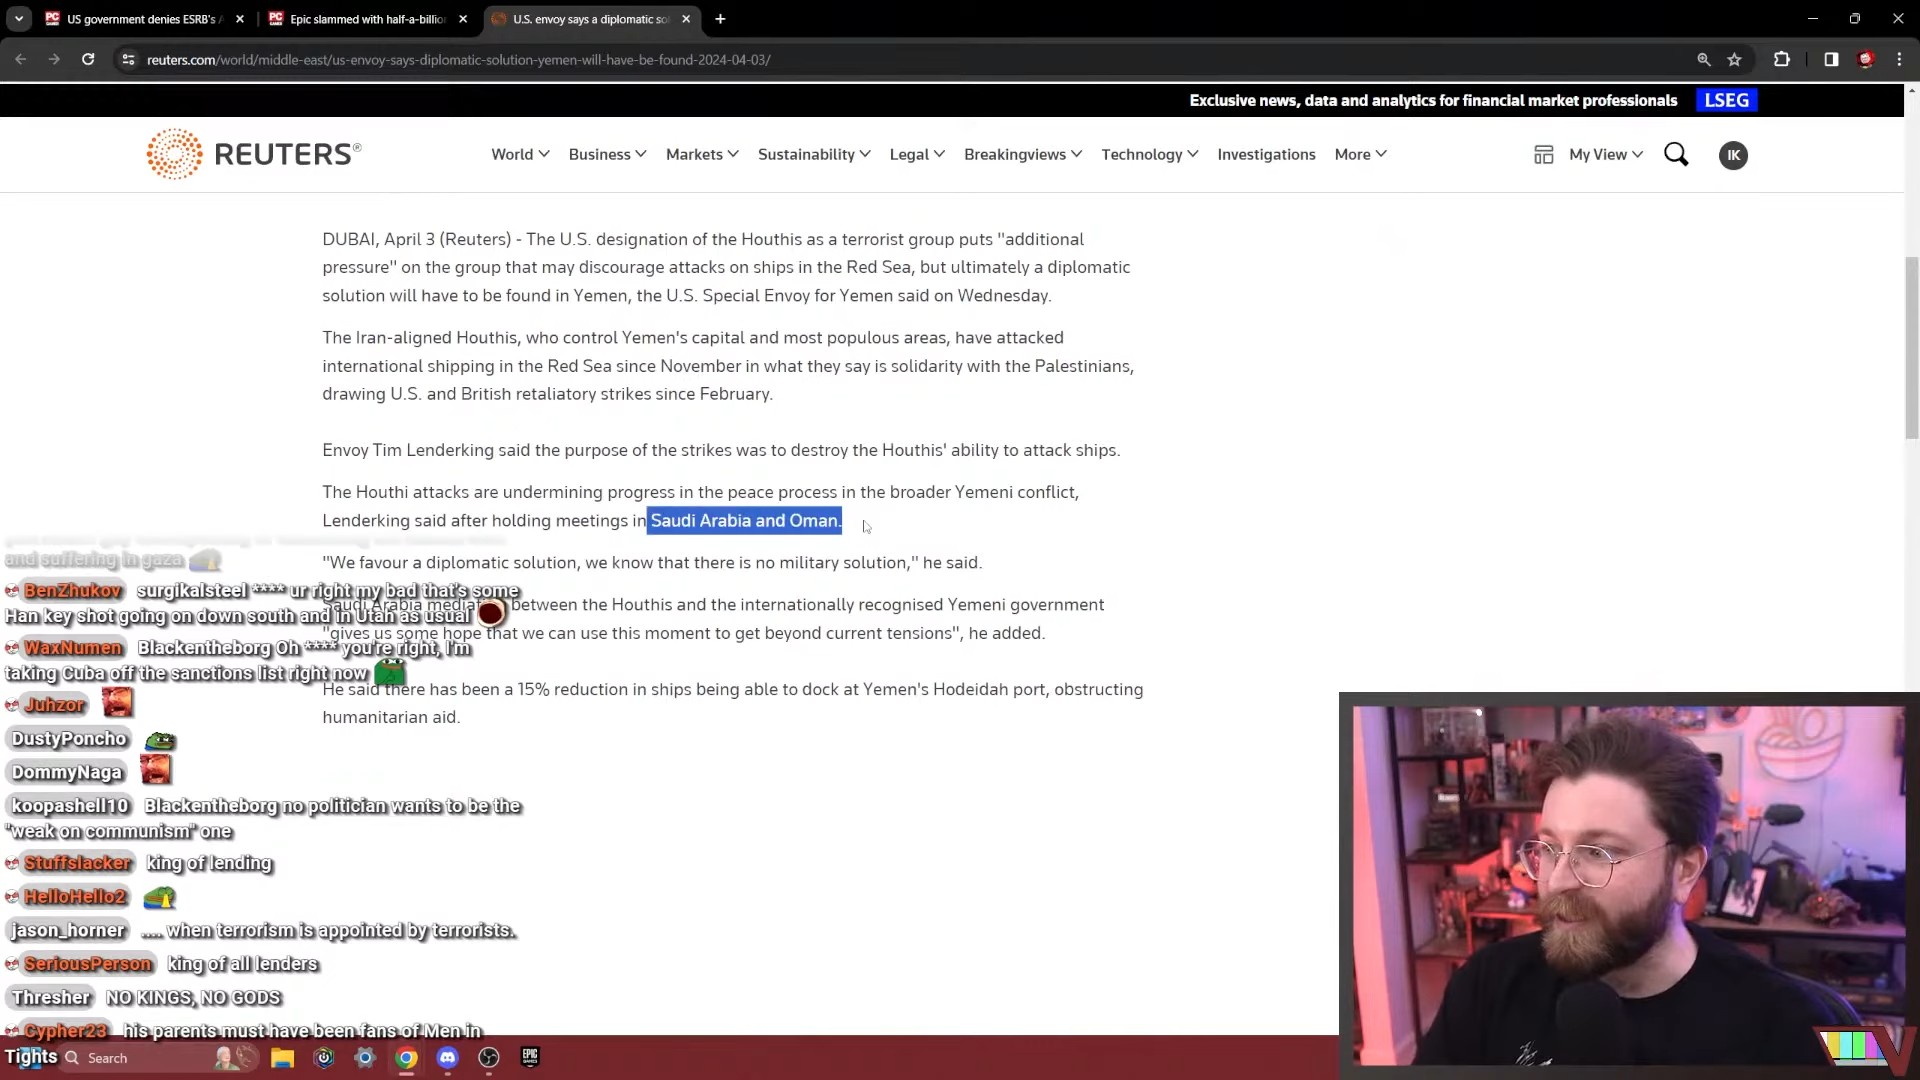 US government denies ESRB's A
Epic slammed with half-a-billio
U.S. envoy says a diplomatic so
reuters.com/world/middle-east/us-envoy-says-diplomatic-solution-yemen-will-have-be-found-2024-04-03/
Exclusive news, data and analytics for financial market professionals LSEG
REUTERS®
World Business Markets Sustainability Legal Breakingviews Technology Investigations More My View IK
DUBAI, April 3 (Reuters) - The U.S. designation of the Houthis as a terrorist group puts "additional
pressure" on the group that may discourage attacks on ships in the Red Sea, but ultimately a diplomatic
solution will have to be found in Yemen, the U.S. Special Envoy for Yemen said on Wednesday.
The Iran-aligned Houthis, who control Yemen's capital and most populous areas, have attacked
international shipping in the Red Sea since November in what they say is solidarity with the Palestinians,
drawing U.S. and British retaliatory strikes since February.
Envoy Tim Lenderking said the purpose of the strikes was to destroy the Houthis' ability to attack ships.
The Houthi attacks are undermining progress in the peace process in the broader Yemeni conflict,
Lenderking said after holding meetings in Saudi Arabia and Oman.
"We favour a diplomatic solution, we know that there is no military solution," he said.
Saudi Arabia mediation between the Houthis and the internationally recognised Yemeni government
"gives us some hope that we can use this moment to get beyond current tensions", he added.
He said there has been a 15% reduction in ships being able to dock at Yemen's Hodeidah port, obstructing
humanitarian aid.
and suffering in gaza
BenZhukov surgikalsteel **** ur right my bad that's some
Han key shot going on down south and in Utah as usual
WaxNumen Blackentheborg Oh **** you're right, I'm
taking Cuba off the sanctions list right now
Juhzor
DustyPoncho
DommyNaga
koopashell10 Blackentheborg no politician wants to be the
"weak on communism" one
Stuffslacker king of lending
HelloHello2
jason_horner .... when terrorism is appointed by terrorists.
SeriousPerson king of all lenders
Thresher NO KINGS, NO GODS
Cypher23 his parents must have been fans of Men in
Tights
Search
EPIC